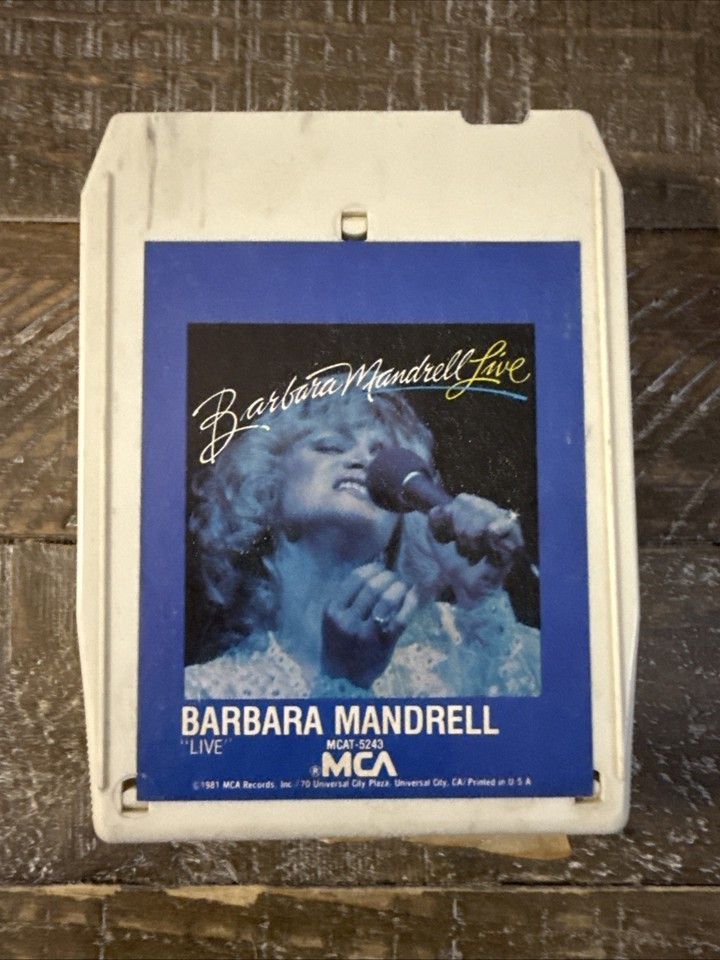 Barbara Mandrell Live
BARBARA MANDRELL
"LIVE"
MCAT-5243
®MCA
©1981 MCA Records, Inc./70 Universal City Plaza, Universal City, CA/Printed in U S A